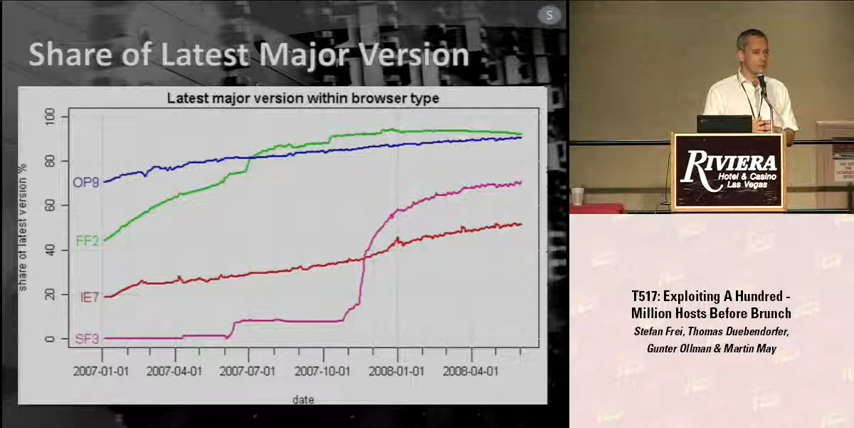 S
Share of Latest Major Version
Latest major version within browser type
share of latest version %
100
80
60
40
20
0
OP9
FF2
IE7
SF3
2007-01-01 2007-04-01 2007-07-01 2007-10-01 2008-01-01 2008-04-01
date
RIVIERA
Hotel & Casino
Las Vegas
T517: Exploiting A Hundred -
Million Hosts Before Brunch
Stefan Frei, Thomas Duebendorfer,
Gunter Ollman & Martin May